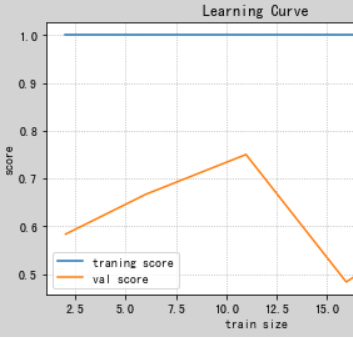 Learning Curve
1.0
0.9
0.8
0.7
0.6
0.5
score
traning score
val score
2.5 5.0 7.5 10.0 12.5 15.0
train size